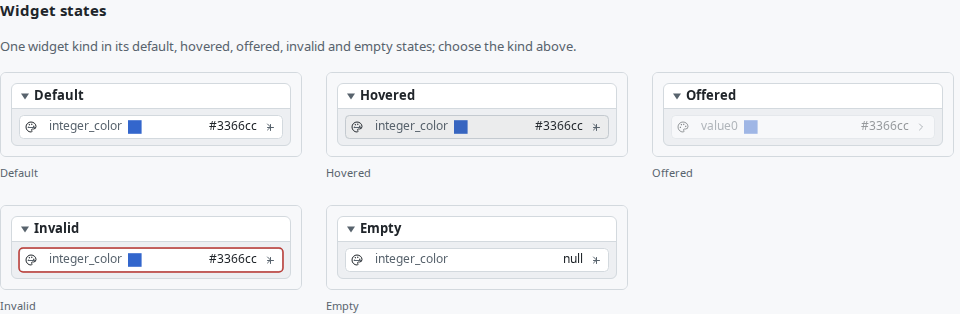 Widget states
One widget kind in its default, hovered, offered, invalid and empty states; choose the kind above.
Default
integer_color #3366cc
Default
Hovered
integer_color #3366cc
Hovered
Offered
value0 #3366cc
Offered
Invalid
integer_color #3366cc
Invalid
Empty
integer_color null
Empty